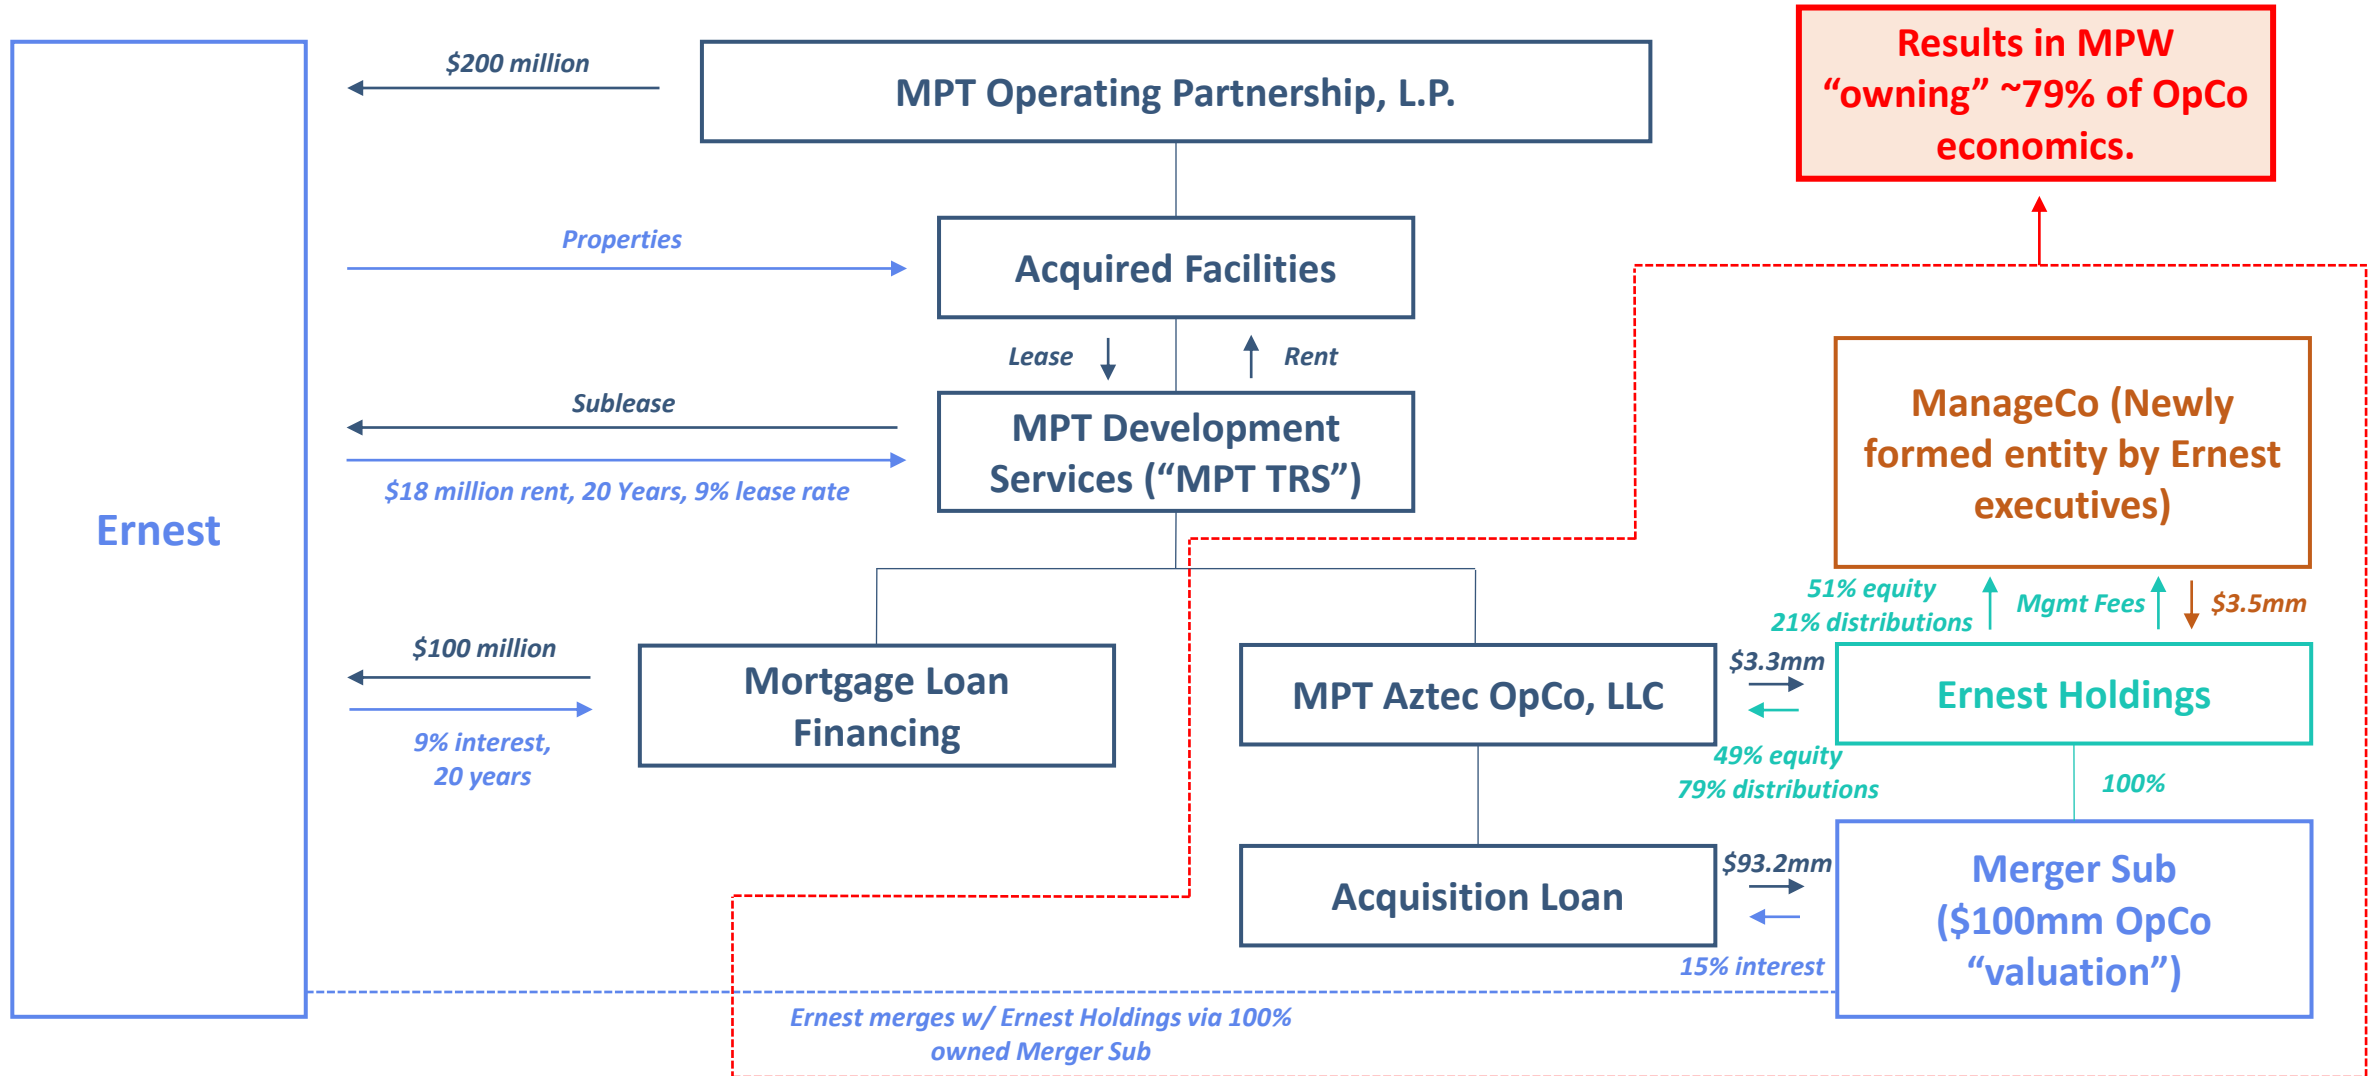 $200 million
MPT Operating Partnership, L.P.
Results in MPW
“owning” ~79% of OpCo
economics.
Properties
Acquired Facilities
Lease
Rent
Sublease
MPT Development
Services (“MPT TRS”)
$18 million rent, 20 Years, 9% lease rate
ManageCo (Newly
formed entity by Ernest
executives)
Ernest
51% equity
21% distributions
Mgmt Fees
$3.5mm
$100 million
Mortgage Loan
Financing
9% interest,
20 years
MPT Aztec OpCo, LLC
$3.3mm
Ernest Holdings
49% equity
79% distributions
100%
Acquisition Loan
$93.2mm
Merger Sub
($100mm OpCo
“valuation”)
15% interest
Ernest merges w/ Ernest Holdings via 100%
owned Merger Sub